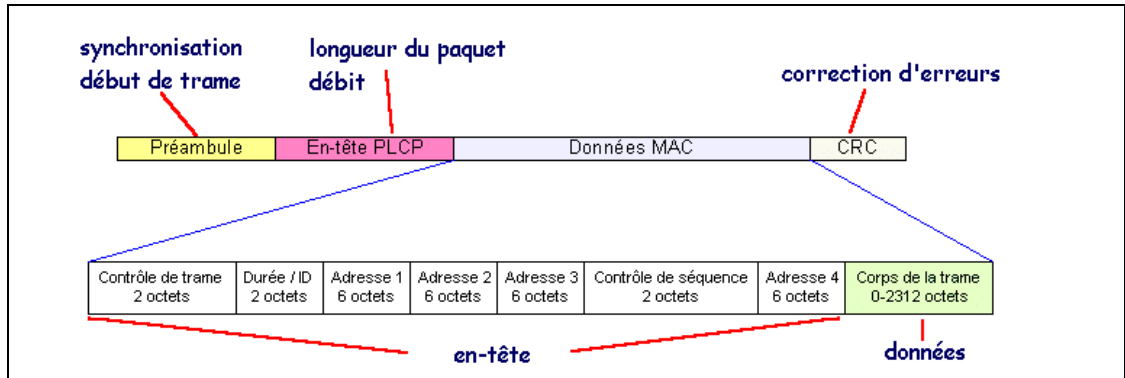 synchronisation
début de trame
longueur du paquet
débit
correction d'erreurs
Préambule
En-tête PLCP
Données MAC
CRC
Contrôle de trame
2 octets
Durée / ID
2 octets
Adresse 1
6 octets
Adresse 2
6 octets
Adresse 3
6 octets
Contrôle de séquence
2 octets
Adresse 4
6 octets
Corps de la trame
0-2312 octets
en-tête
données